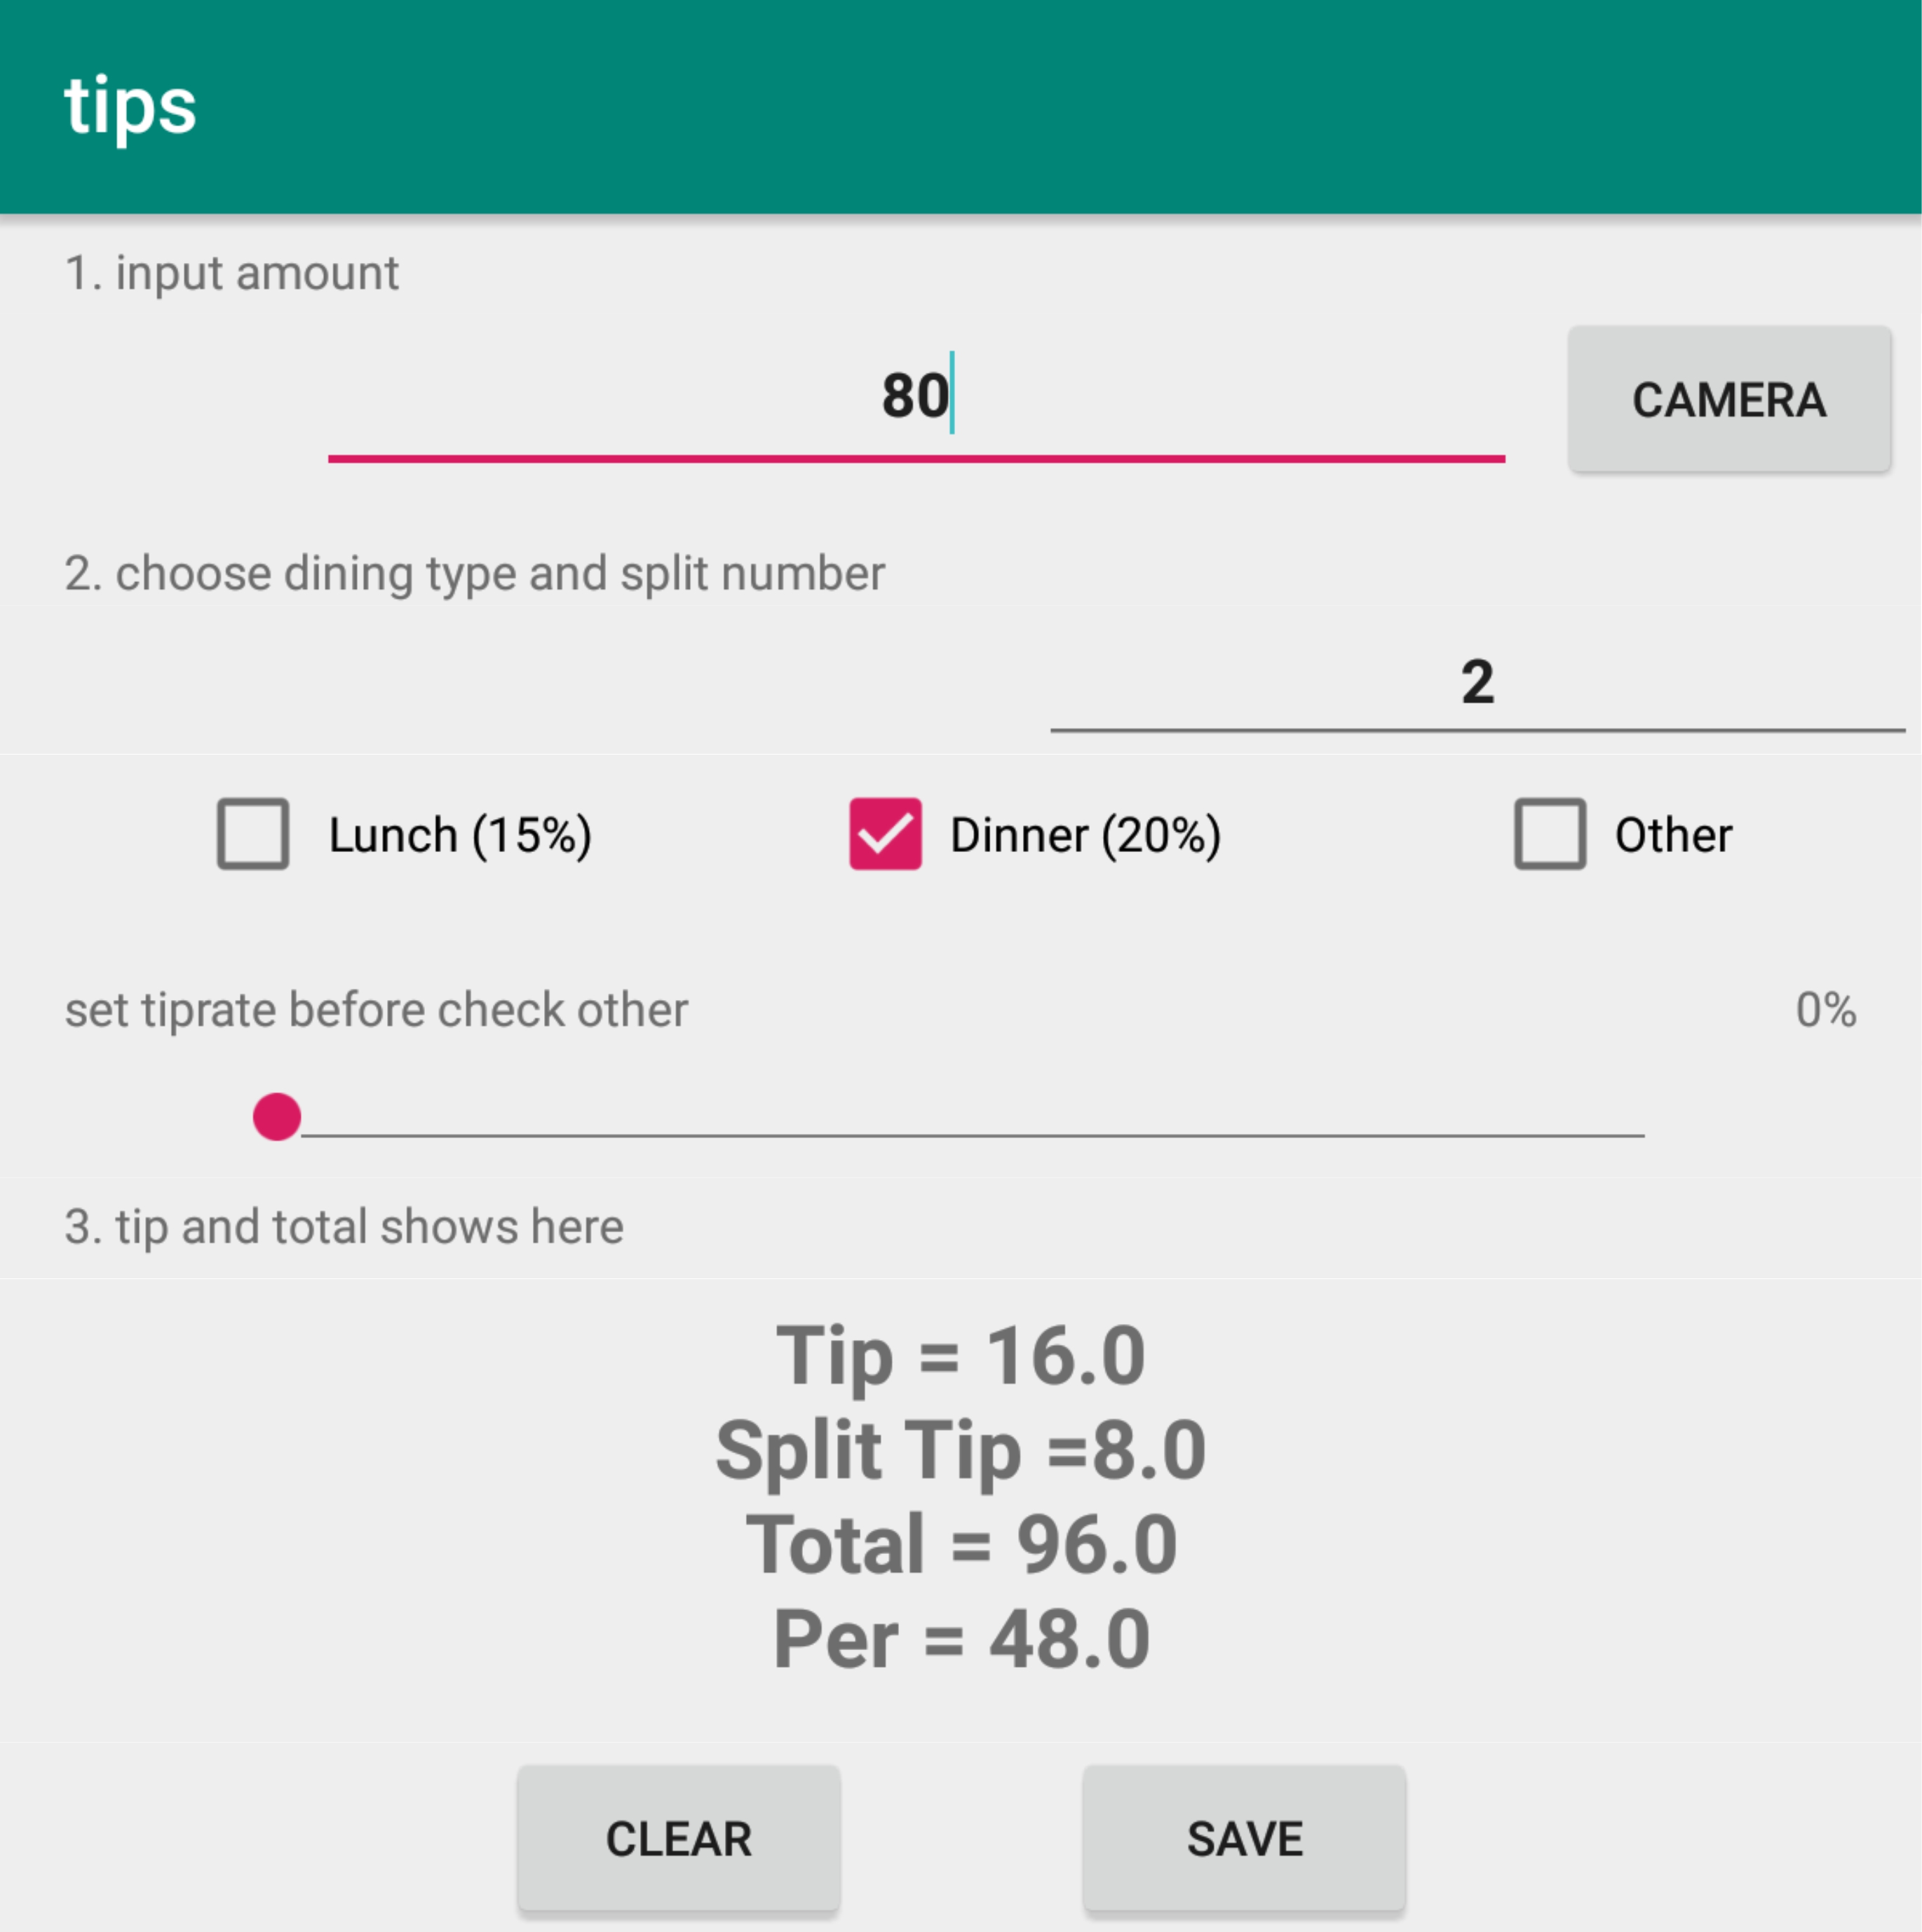 tips
1. input amount
80
CAMERA
2. choose dining type and split number
2
Lunch (15%)
Dinner (20%)
Other
set tiprate before check other
0%
3. tip and total shows here
Tip = 16.0
Split Tip =8.0
Total = 96.0
Per = 48.0
CLEAR
SAVE